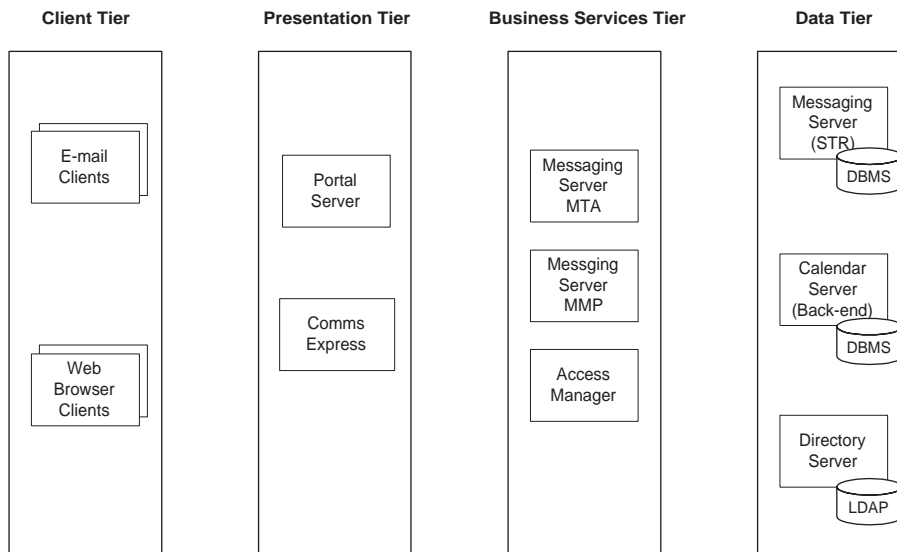 Client Tier
Presentation Tier
Business Services Tier
Data Tier
E-mail
Clients
Web
Browser
Clients
Portal
Server
Comms
Express
Messaging
Server
MTA
Messging
Server
MMP
Access
Manager
Messaging
Server
(STR)
DBMS
Calendar
Server
(Back-end)
DBMS
Directory
Server
LDAP